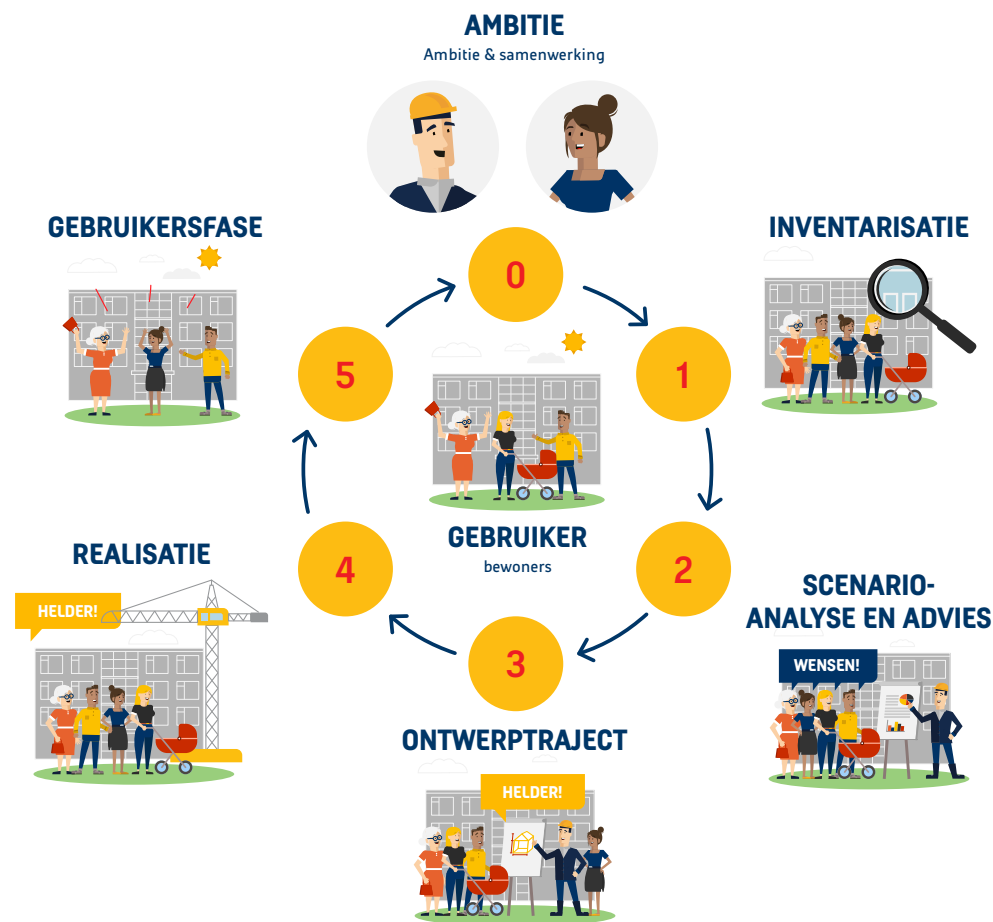 AMBITIE
Ambitie & samenwerking
0
INVENTARISATIE
1
SCENARIO-
ANALYSE EN ADVIES
WENSEN!
2
ONTWERPTRAJECT
HELDER!
3
REALISATIE
HELDER!
4
GEBRUIKERSFASE
5
GEBRUIKER
bewoners